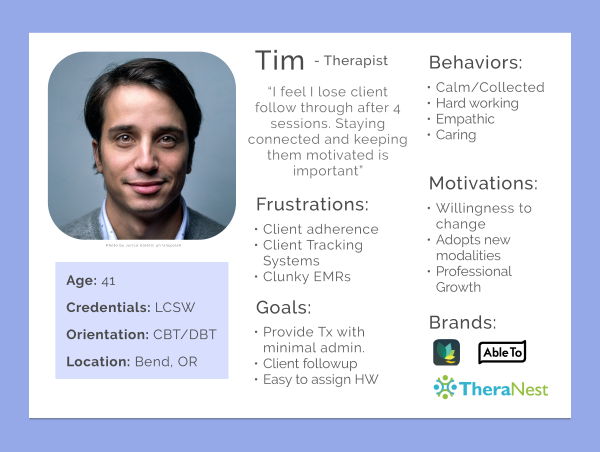 Tim - Therapist
“I feel I lose client
follow through after 4
sessions. Staying
connected and keeping
them motivated is
important”
Frustrations:
• Client adherence
• Client Tracking
Systems
• Clunky EMRs
Goals:
• Provide Tx with
minimal admin.
• Client followup
• Easy to assign HW
Behaviors:
• Calm/Collected
• Hard working
• Empathic
• Caring
Motivations:
• Willingness to
change
• Adopts new
modalities
• Professional
Growth
Brands:
AbleTo
TheraNest
Photo by
Age: 41
Credentials: LCSW
Orientation: CBT/DBT
Location: Bend, OR